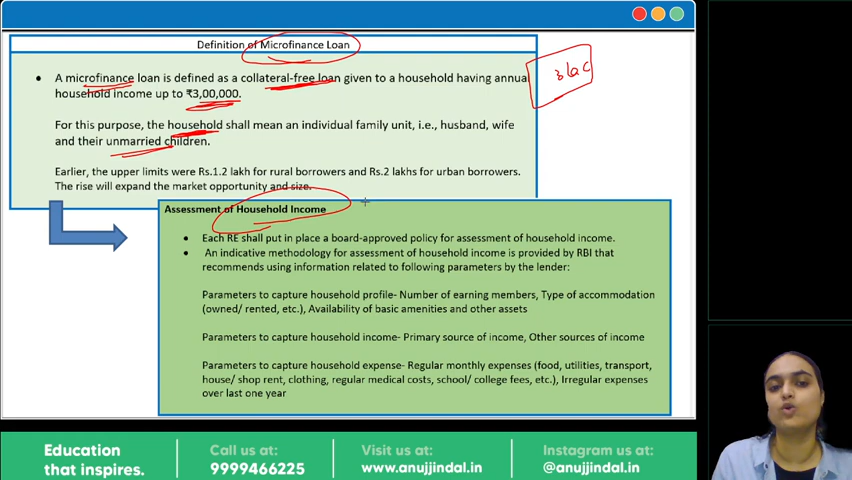 Definition of Microfinance Loan
• A microfinance loan is defined as a collateral-free loan given to a household having annual
household income up to ₹3,00,000.
For this purpose, the household shall mean an individual family unit, i.e., husband, wife
and their unmarried children.
Earlier, the upper limits were Rs.1.2 lakh for rural borrowers and Rs.2 lakhs for urban borrowers.
The rise will expand the market opportunity and size.
3 lac
Assessment of Household Income
• Each RE shall put in place a board-approved policy for assessment of household income.
• An indicative methodology for assessment of household income is provided by RBI that
recommends using information related to following parameters by the lender:
Parameters to capture household profile- Number of earning members, Type of accommodation
(owned/ rented, etc.), Availability of basic amenities and other assets
Parameters to capture household income- Primary source of income, Other sources of income
Parameters to capture household expense- Regular monthly expenses (food, utilities, transport,
house/ shop rent, clothing, regular medical costs, school/ college fees, etc.), Irregular expenses
over last one year
Education
that inspires.
Call us at:
9999466225
Visit us at:
www.anujjindal.in
Instagram us at:
@anujjindal.in